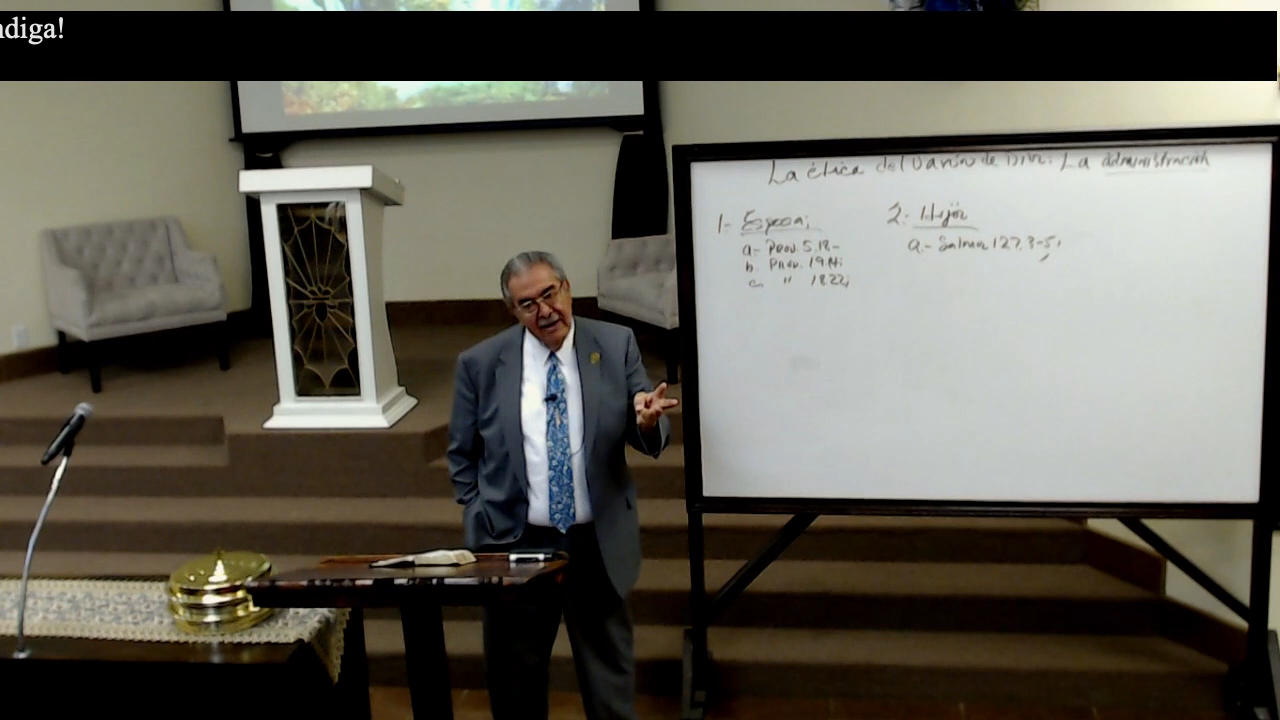 ndiga!
La ética del Varón de Dios: La administración
1- Esposa;
a- Prov. 5.18-
b. Prov. 19.14;
c. " 18.22;
2- Hijos
a.- Salmos 127.3-5;